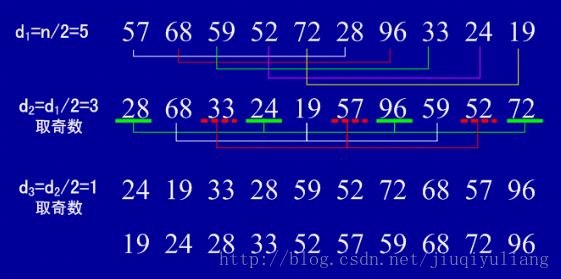 d₁=n/2=5 57 68 59 52 72 28 96 33 24 19
d₂=d₁/2=3 28 68 33 24 19 57 96 59 52 72
取奇数
d₃=d₂/2=1 24 19 33 28 59 52 72 68 57 96
取奇数
19 24 28 33 52 57 59 68 72 96
http://blog.csdn.net/jiuqiyuliang